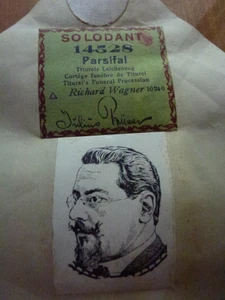 SOLODANT
14528
Parsifal
Titurels Leichenzug
Cortège funèbre de Titurel
Titurel's Funeral Procession
Richard Wagner